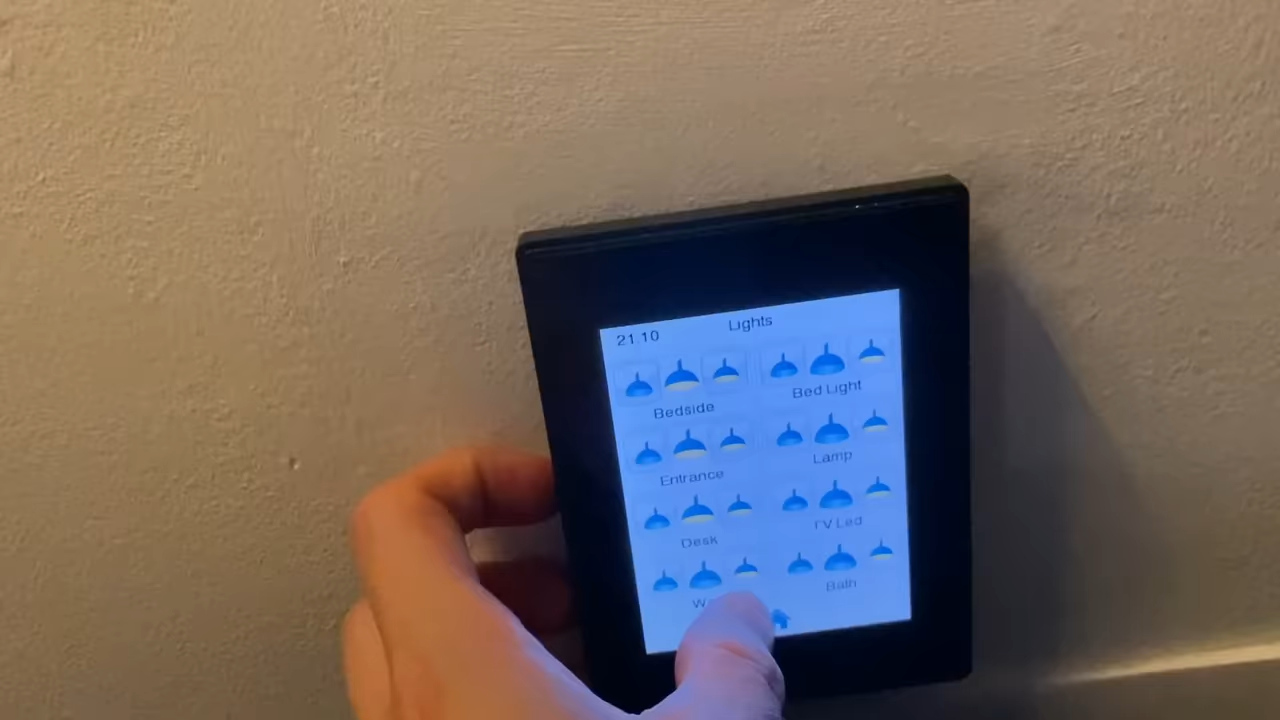 21.10 Lights
Bedside Bed Light
Entrance Lamp
Desk TV Led
Bath